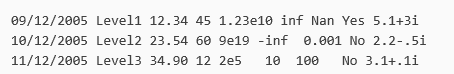 09/12/2005 Level1 12.34 45 1.23e10 inf Nan Yes 5.1+3i
10/12/2005 Level2 23.54 60 9e19 -inf  0.001 No 2.2-.5i
11/12/2005 Level3 34.90 12 2e5   10  100   No 3.1+.1i